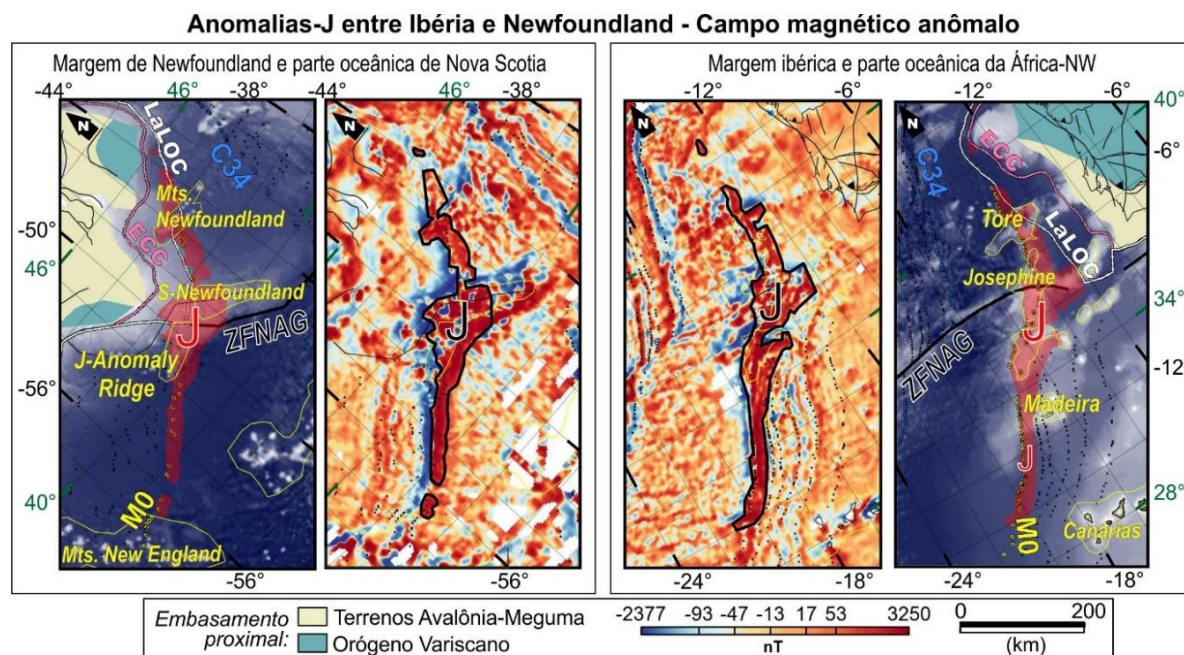 Anomalias-J entre Ibéria e Newfoundland - Campo magnético anômalo
Margem de Newfoundland e parte oceânica de Nova Scotia
-44°
46°
-38°
46°
-38°
N
LaLOC
C34
Mts. Newfoundland
ECC
-50°
46°
S-Newfoundland
J
ZFNAG
J-Anomaly Ridge
-56°
40°
M0
Mts. New England
-56°
N
J
-56°
Margem ibérica e parte oceânica da África-NW
-12°
-6°
-12°
-6°
40°
-6°
N
J
-24°
-18°
N
C34
ECC
Tore
LaLOC
Josephine
34°
J
ZFNAG
-12°
Madeira
J
28°
M0
Canárias
-24°
-18°
Embasamento proximal:
Terrenos Avalônia-Meguma
Orógeno Variscano
-2377 -93 -47 -13 17 53 3250
nT
0 200
(km)